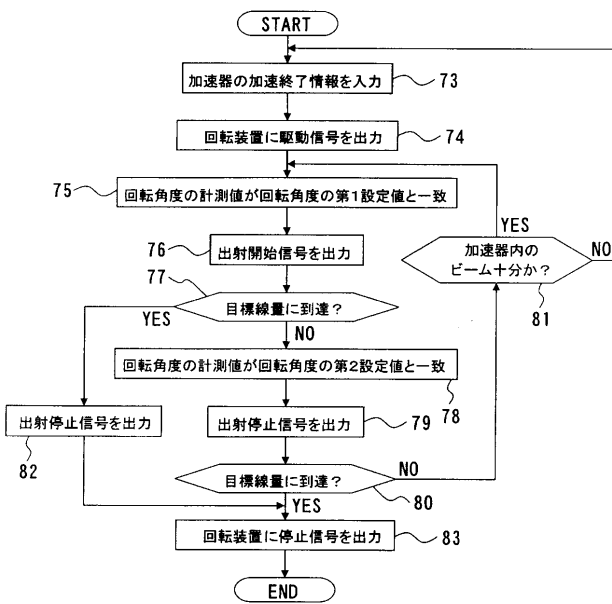 START
加速器の加速終了情報を入力
73
回転装置に駆動信号を出力
74
75
回転角度の計測値が回転角度の第1設定値と一致
76
出射開始信号を出力
YES
加速器内の
ビーム十分か?
NO
81
77
目標線量に到達?
YES
NO
回転角度の計測値が回転角度の第2設定値と一致
78
出射停止信号を出力
82
出射停止信号を出力
79
目標線量に到達?
NO
80
YES
回転装置に停止信号を出力
83
END